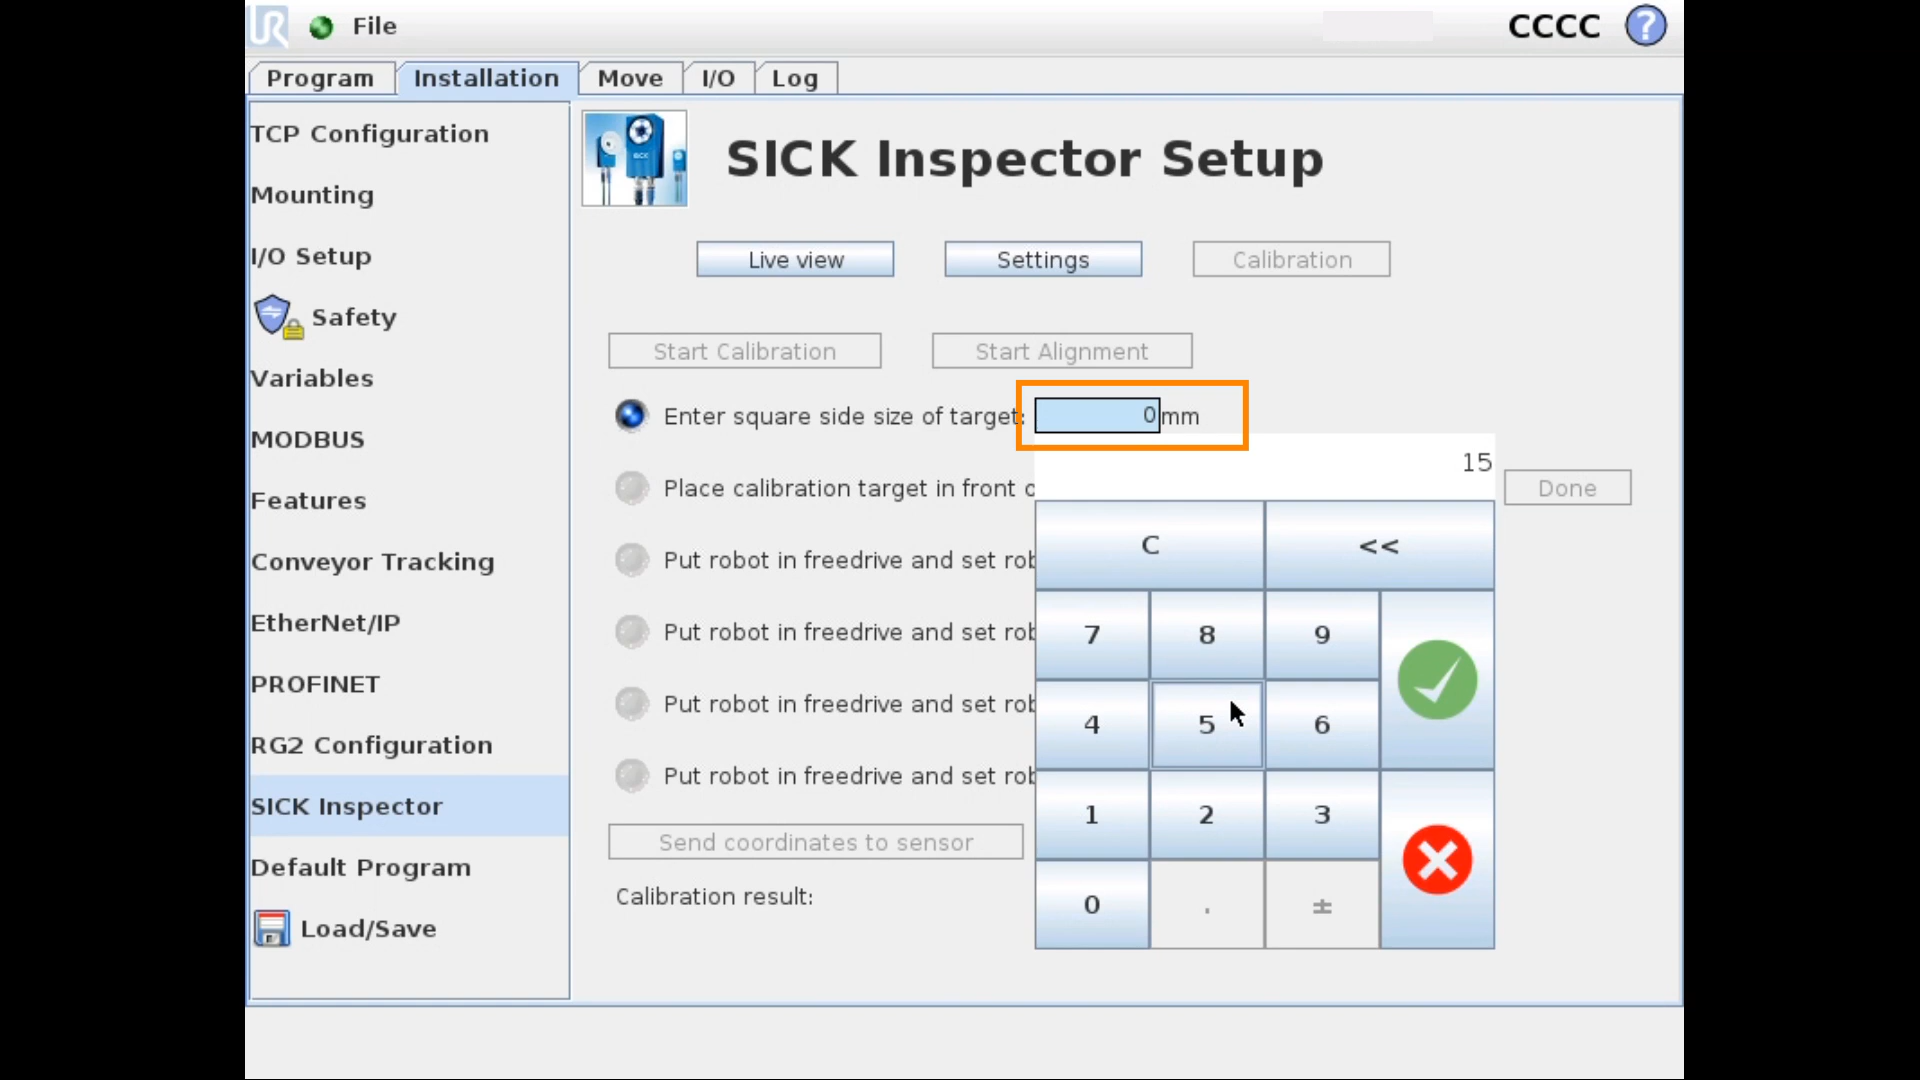 UR File CCCC ?
Program Installation Move I/O Log
TCP Configuration
Mounting
I/O Setup
Safety
Variables
MODBUS
Features
Conveyor Tracking
EtherNet/IP
PROFINET
RG2 Configuration
SICK Inspector
Default Program
Load/Save
SICK Inspector Setup
Live view Settings Calibration
Start Calibration Start Alignment
Enter square side size of target: 0 mm
15
Place calibration target in front Done
Put robot in freedrive and set
Put robot in freedrive and set
Put robot in freedrive and set
Put robot in freedrive and set
Send coordinates to sensor
Calibration result:
C <<
7 8 9
4 5 6
1 2 3
0 . ±